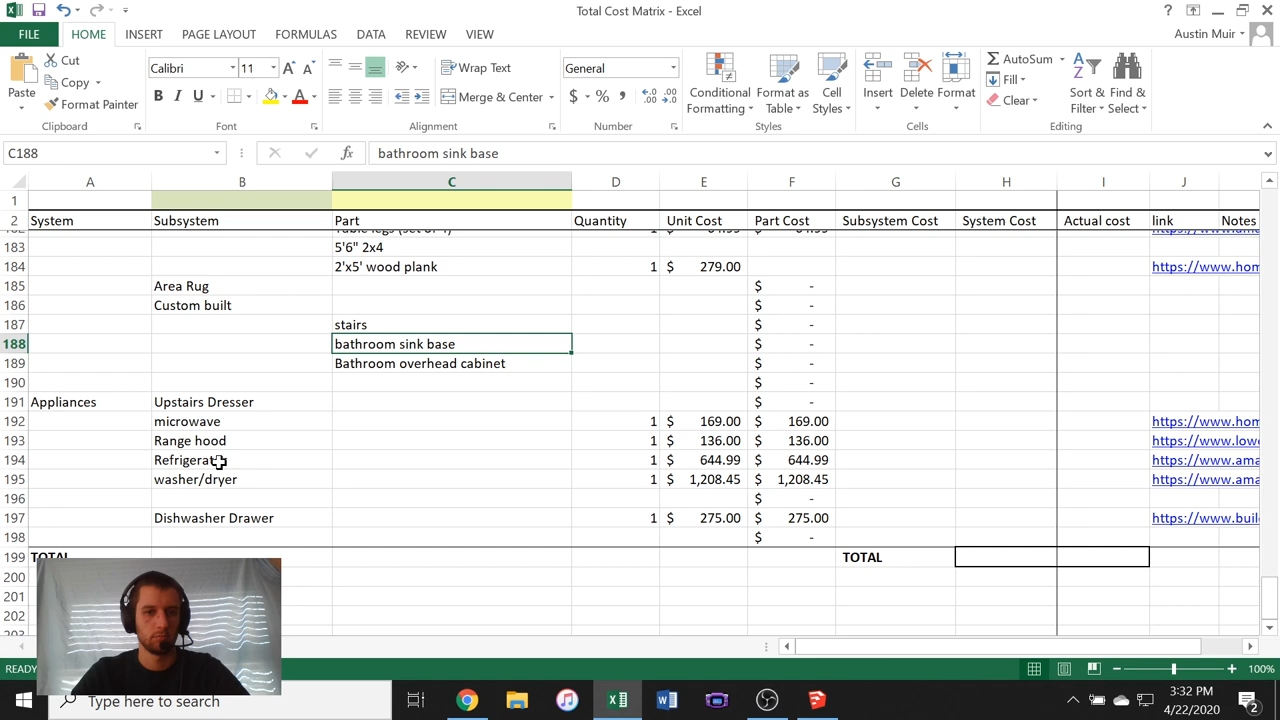 Total Cost Matrix - Excel
?
FILE HOME INSERT PAGE LAYOUT FORMULAS DATA REVIEW VIEW Austin Muir
Paste Cut Copy Format Painter Clipboard
Calibri 11 B I U A Font
Wrap Text Merge & Center Alignment
General $ % , Number
Conditional Formatting Format as Table Cell Styles Styles
Insert Delete Format Cells
AutoSum Fill Clear Sort & Filter Find & Select Editing
C188 fx bathroom sink base
A B C D E F G H I J
1
2 System Subsystem Part Quantity Unit Cost Part Cost Subsystem Cost System Cost Actual cost link Notes
183 5'6" 2x4
184 2'x5' wood plank 1 $ 279.00 https://www.hom
185 Area Rug $ -
186 Custom built $ -
187 stairs $ -
188 bathroom sink base $ -
189 Bathroom overhead cabinet $ -
190 $ -
191 Appliances Upstairs Dresser $ -
192 microwave 1 $ 169.00 $ 169.00 https://www.hom
193 Range hood 1 $ 136.00 $ 136.00 https://www.lowe
194 1 $ 644.99 $ 644.99 https://www.ama
195 washer/dryer 1 $ 1,208.45 $ 1,208.45 https://www.ama
196 $ -
197 Dishwasher Drawer 1 $ 275.00 $ 275.00 https://www.buil
198 $ -
199 TOTAL TOTAL
200
201
202
READY 100%
Type here to search
3:32 PM
4/22/2020
2